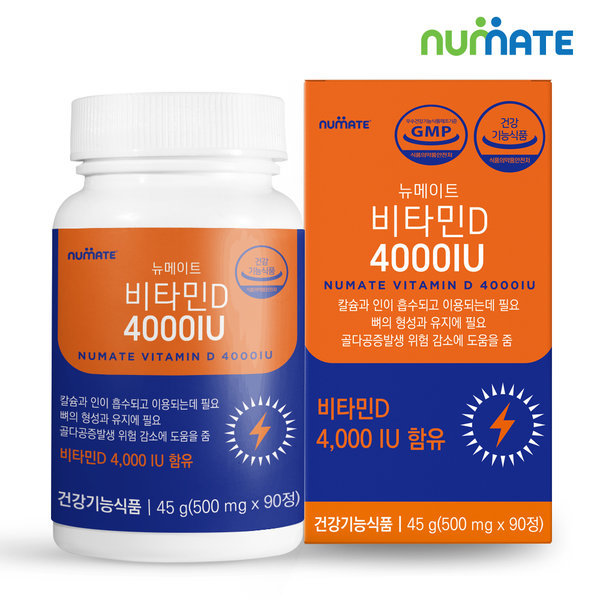 NUMATE
NUMATE
우수건강기능식품제조기준
GMP
식품의약품안전처
건강
기능식품
식품의약품안전처
뉴메이트
비타민D
4000IU
NUMATE VITAMIN D 4000IU
칼슘과 인이 흡수되고 이용되는데 필요
뼈의 형성과 유지에 필요
골다공증발생 위험 감소에 도움을 줌
비타민D
4,000 IU 함유
건강기능식품 | 45 g(500 mg x 90정)
NUMATE
건강
기능식품
식품의약품안전처
뉴메이트
비타민D
4000IU
NUMATE VITAMIN D 4000IU
칼슘과 인이 흡수되고 이용되는데 필요
뼈의 형성과 유지에 필요
골다공증발생 위험 감소에 도움을 줌
비타민D 4,000 IU 함유
건강기능식품 | 45 g(500 mg x 90정)